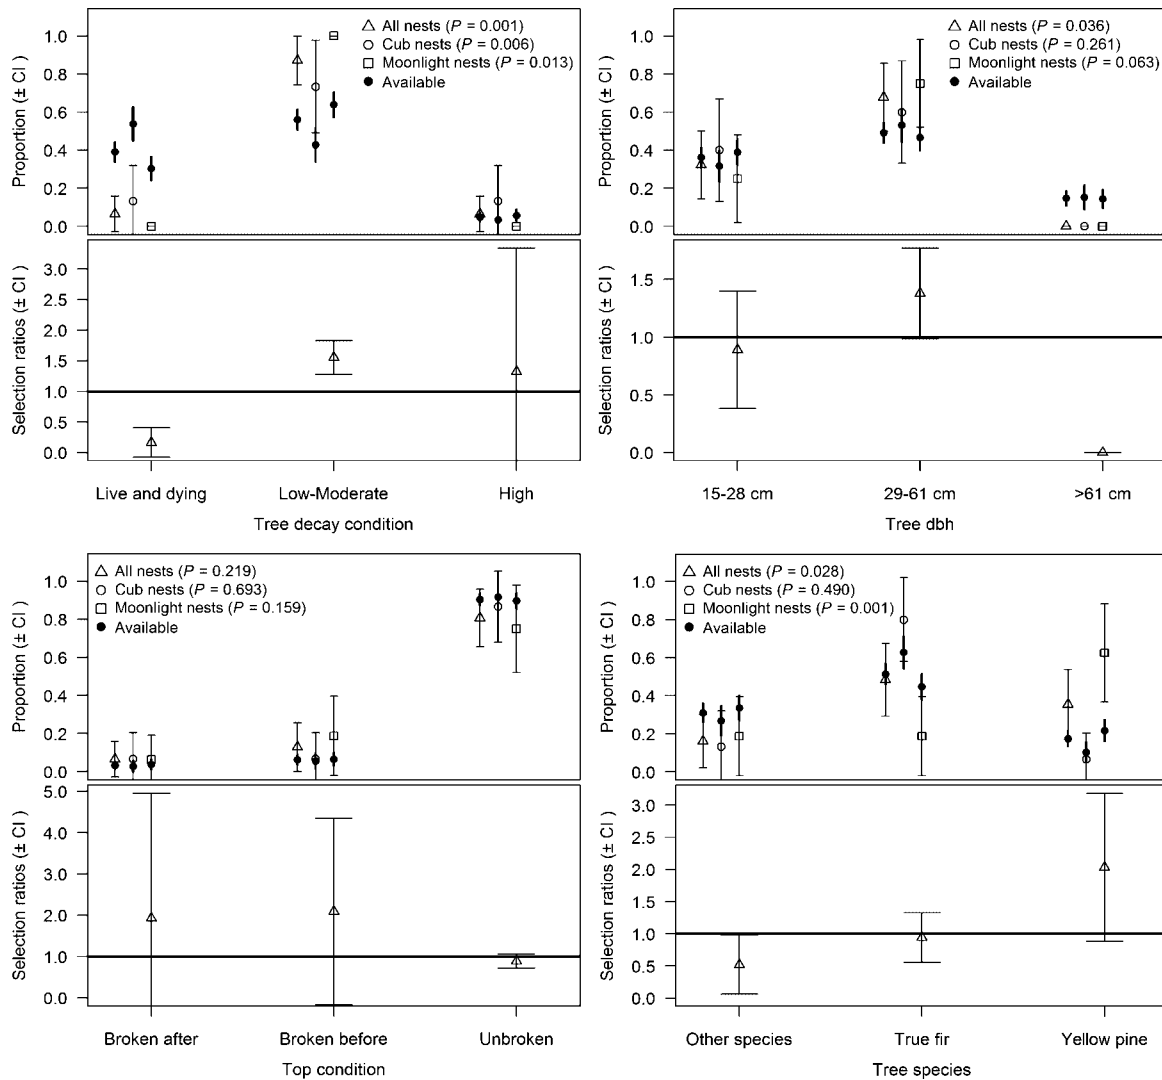 All nests (P = 0.001)
Cub nests (P = 0.006)
Moonlight nests (P = 0.013)
Available
Proportion (± CI )
1.0
0.8
0.6
0.4
0.2
0.0
Selection ratios (± CI )
3.0
2.5
2.0
1.5
1.0
0.5
0.0
Live and dying
Low-Moderate
High
Tree decay condition
All nests (P = 0.036)
Cub nests (P = 0.261)
Moonlight nests (P = 0.063)
Available
Proportion (± CI )
1.0
0.8
0.6
0.4
0.2
0.0
Selection ratios (± CI )
1.5
1.0
0.5
0.0
15-28 cm
29-61 cm
>61 cm
Tree dbh
All nests (P = 0.219)
Cub nests (P = 0.693)
Moonlight nests (P = 0.159)
Available
Proportion (± CI )
1.0
0.8
0.6
0.4
0.2
0.0
Selection ratios (± CI )
5.0
4.0
3.0
2.0
1.0
0.0
Broken after
Broken before
Unbroken
Top condition
All nests (P = 0.028)
Cub nests (P = 0.490)
Moonlight nests (P = 0.001)
Available
Proportion (± CI )
1.0
0.8
0.6
0.4
0.2
0.0
Selection ratios (± CI )
3.0
2.5
2.0
1.5
1.0
0.5
0.0
Other species
True fir
Yellow pine
Tree species